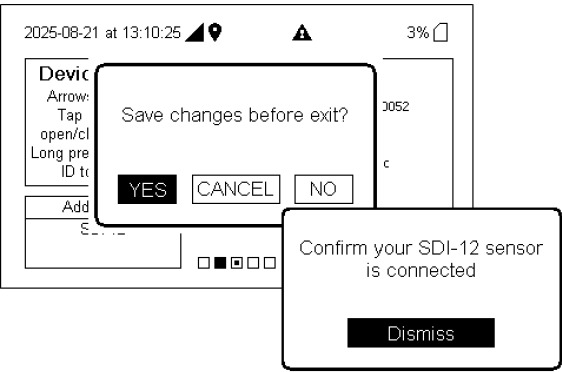 2025-08-21 at 13:10:25
3%
Devic
Arrow
Tap
open/cl
Long pre
ID to
0052
c
Add
Save changes before exit?
YES
CANCEL
NO
Confirm your SDI-12 sensor
is connected
Dismiss